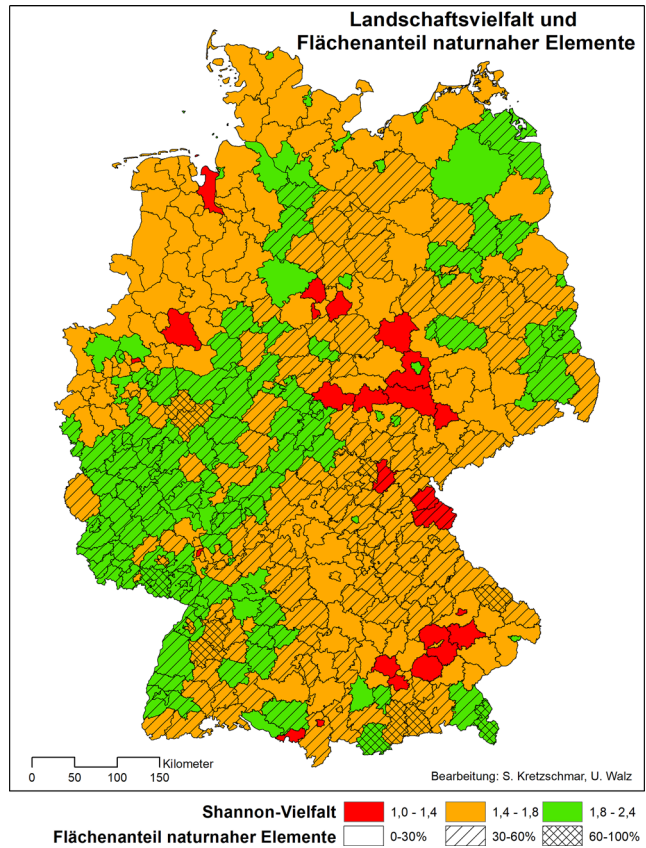 Landschaftsvielfalt und
Flächenanteil naturnaher Elemente
Kilometer
0 50 100 150
Bearbeitung: S. Kretzschmar, U. Walz
Shannon-Vielfalt 1,0 - 1,4 1,4 - 1,8 1,8 - 2,4
Flächenanteil naturnaher Elemente 0-30% 30-60% 60-100%